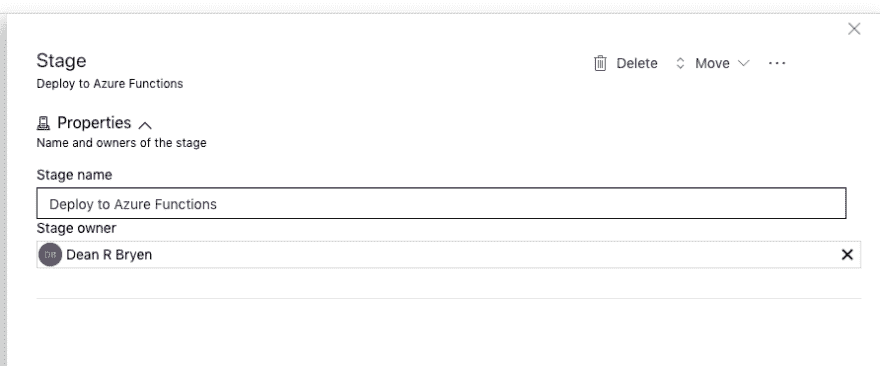 Stage
Delete
Move
Deploy to Azure Functions
Properties
Name and owners of the stage
Stage name
Deploy to Azure Functions
Stage owner
DR Dean R Bryen